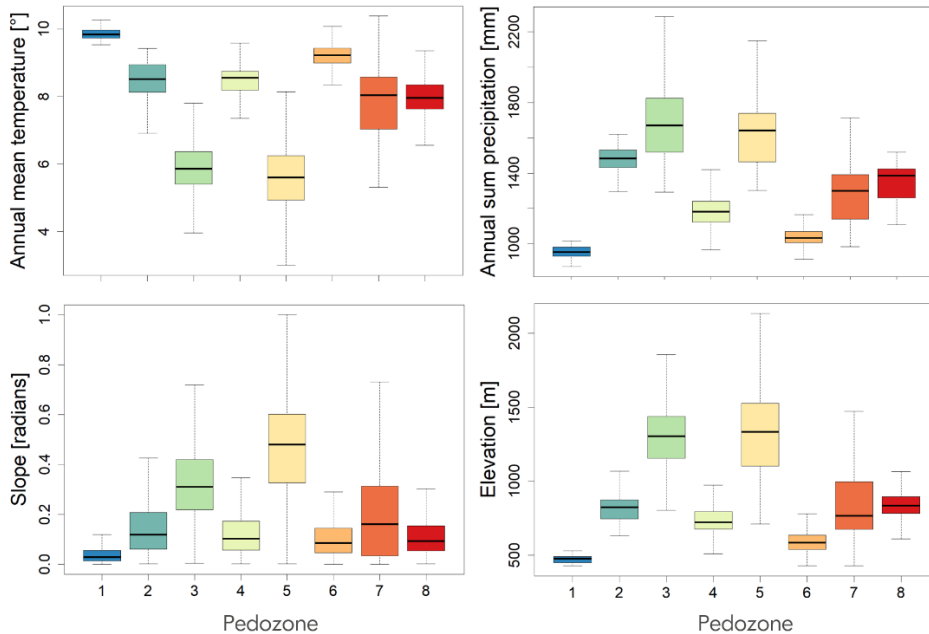 Annual mean temperature [°]
10
8
6
4
Annual sum precipitation [mm]
2200
1800
1400
1000
Slope [radians]
1.0
0.8
0.6
0.4
0.2
0.0
1 2 3 4 5 6 7 8
Pedozone
Elevation [m]
2000
1500
1000
500
1 2 3 4 5 6 7 8
Pedozone